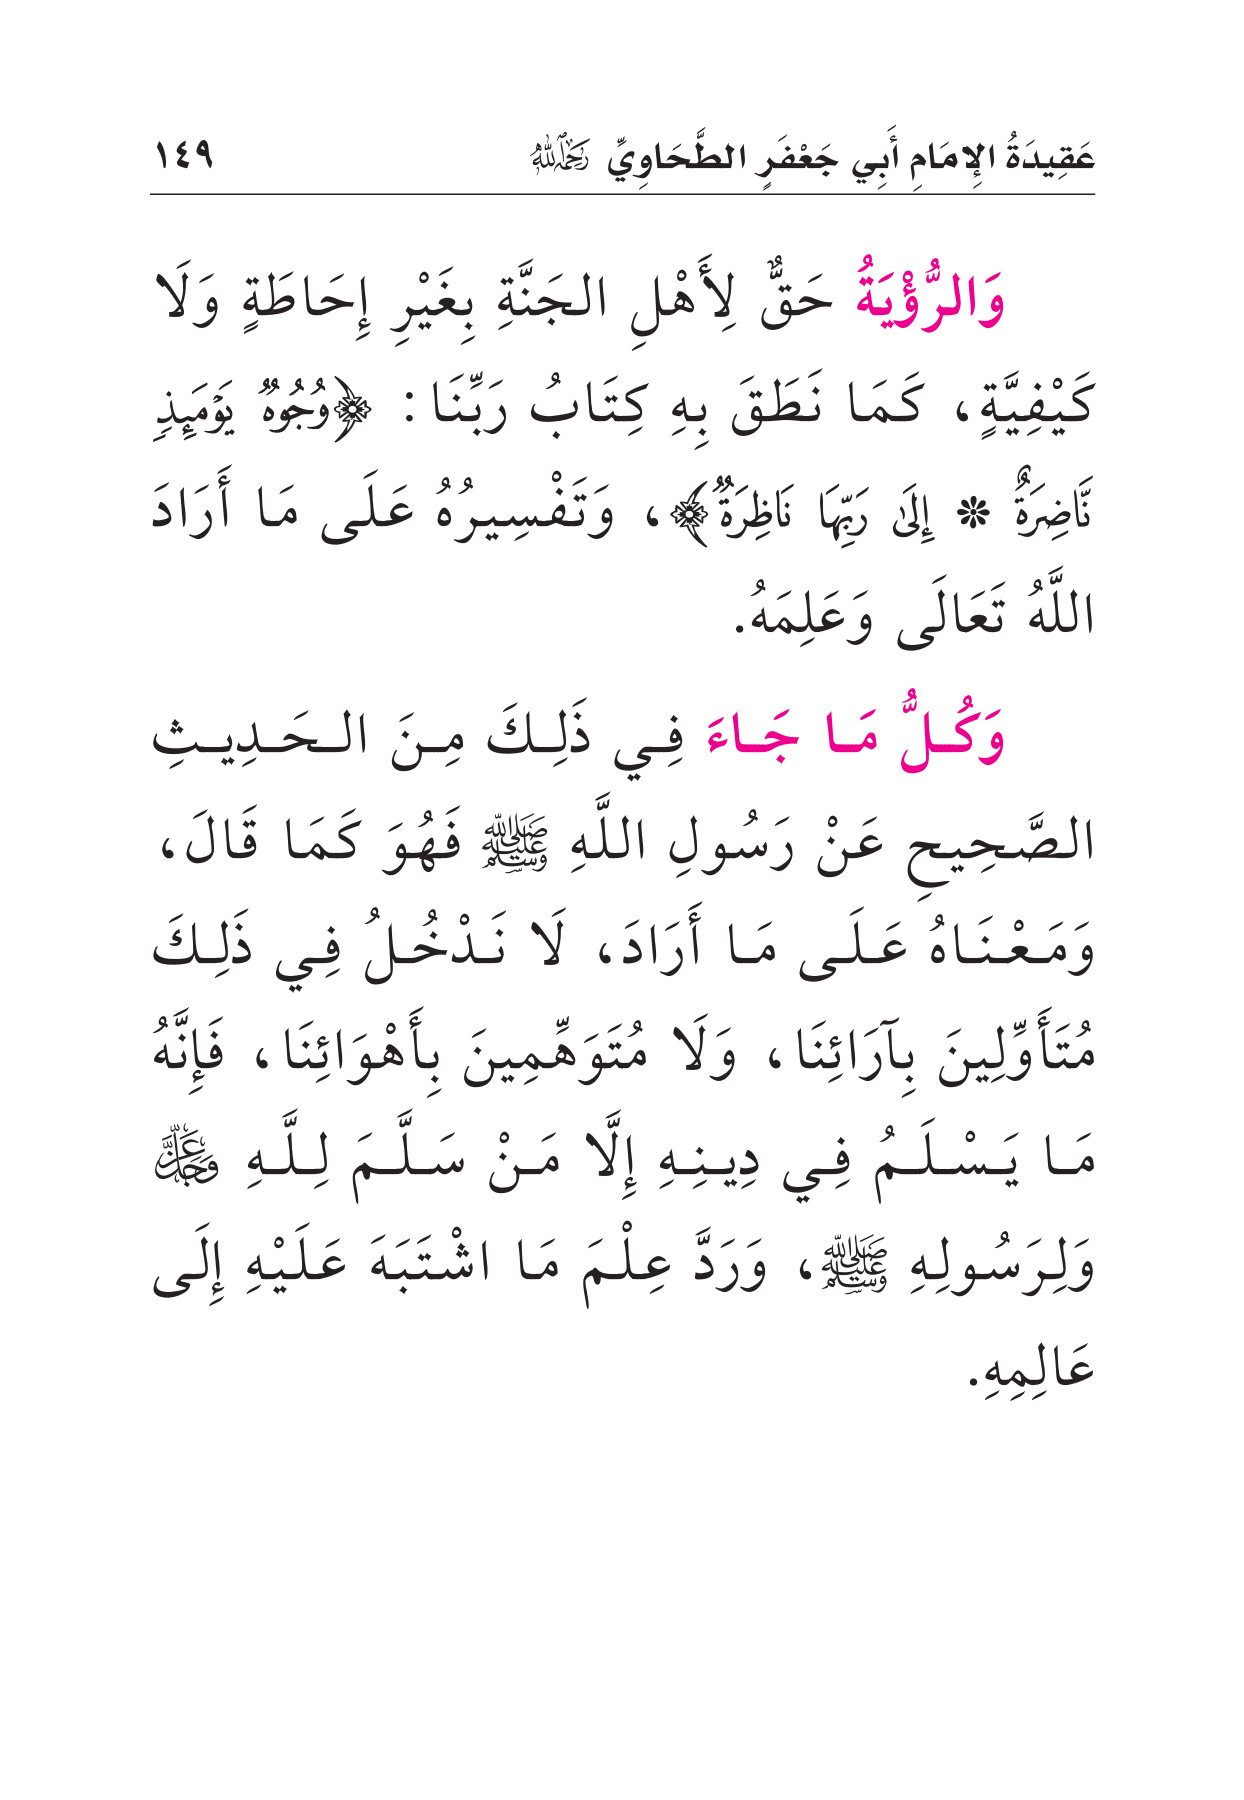 عَقِيدَةُ الإِمَامِ أَبِي جَعْفَرٍ الطَّحَاوِيِّ رَحِمَهُ اللَّهُ ١٤٩
وَالرُّؤْيَةُ حَقٌّ لِأَهْلِ الجَنَّةِ بِغَيْرِ إِحَاطَةٍ وَلَا
كَيْفِيَّةٍ، كَمَا نَطَقَ بِهِ كِتَابُ رَبِّنَا: ﴿وُجُوهٌ يَوْمَئِذٍ
نَّاضِرَةٌ * إِلَىٰ رَبِّهَا نَاظِرَةٌ﴾، وَتَفْسِيرُهُ عَلَى مَا أَرَادَ
اللَّهُ تَعَالَى وَعَلِمَهُ.
وَكُلُّ مَا جَاءَ فِي ذَلِكَ مِنَ الحَدِيثِ
الصَّحِيحِ عَنْ رَسُولِ اللَّهِ ﷺ فَهُوَ كَمَا قَالَ،
وَمَعْنَاهُ عَلَى مَا أَرَادَ، لَا نَدْخُلُ فِي ذَلِكَ
مُتَأَوِّلِينَ بِآرَائِنَا، وَلَا مُتَوَهِّمِينَ بِأَهْوَائِنَا، فَإِنَّهُ
مَا يَسْلَمُ فِي دِينِهِ إِلَّا مَنْ سَلَّمَ لِلَّهِ عَزَّ وَجَلَّ
وَلِرَسُولِهِ ﷺ، وَرَدَّ عِلْمَ مَا اشْتَبَهَ عَلَيْهِ إِلَى
عَالِمِهِ.